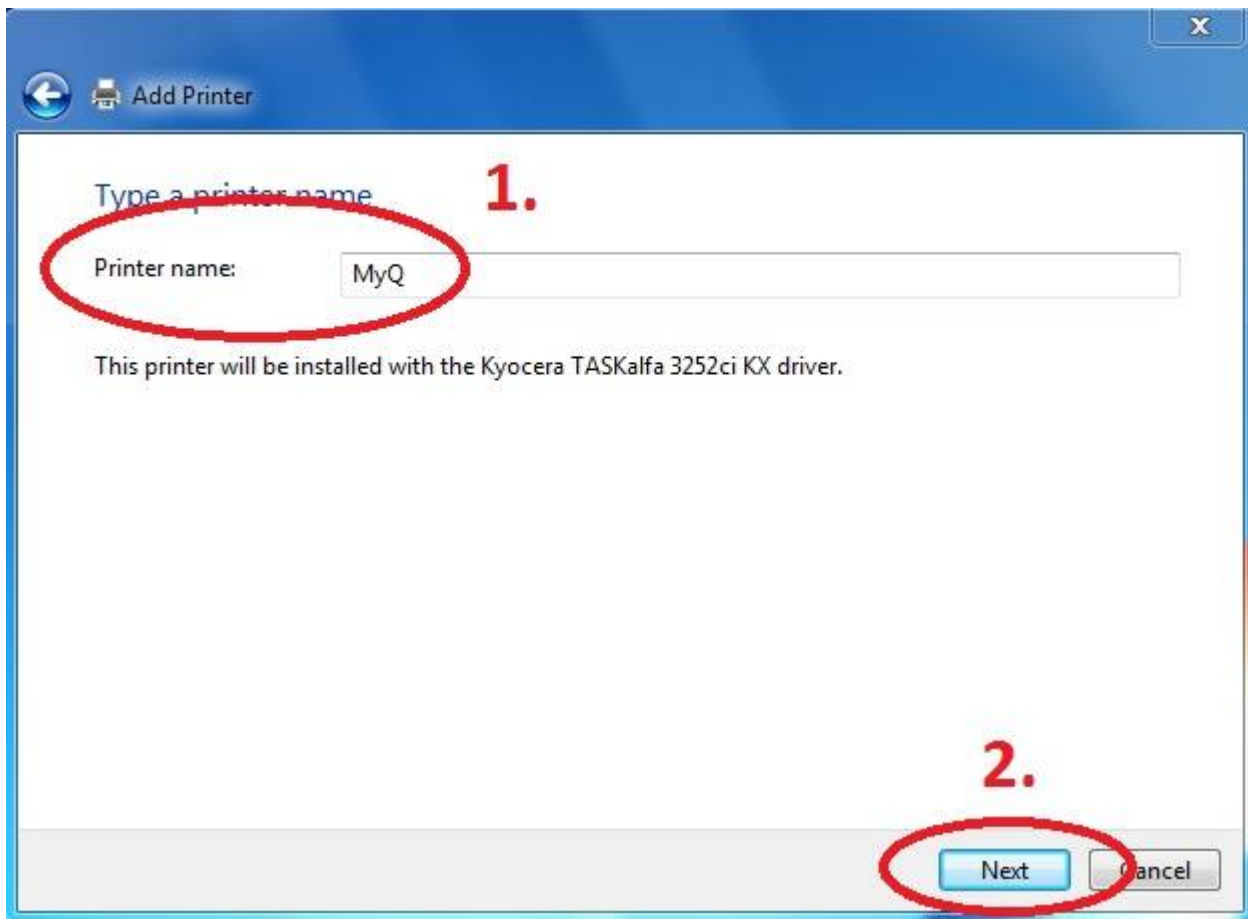 X
Add Printer
Type a printer name
1.
Printer name:
MyQ
This printer will be installed with the Kyocera TASKalfa 3252ci KX driver.
2.
Next
Cancel